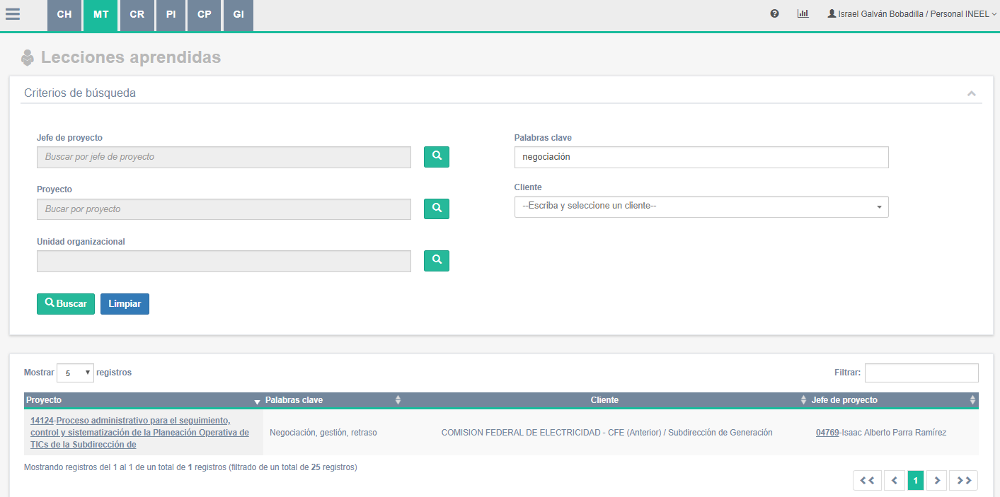 CH MT CR PI CP GI
Israel Galván Bobadilla / Personal INEEL
Lecciones aprendidas
Criterios de búsqueda
Jefe de proyecto
Buscar por jefe de proyecto
Palabras clave
negociación
Proyecto
Bucar por proyecto
Cliente
--Escriba y seleccione un cliente--
Unidad organizacional
Buscar Limpiar
Mostrar 5 registros
Filtrar:
Proyecto Palabras clave Cliente Jefe de proyecto
14124-Proceso administrativo para el seguimiento,
control y sistematización de la Planeación Operativa de
TICs de la Subdirección de
Negociación, gestión, retraso
COMISION FEDERAL DE ELECTRICIDAD - CFE (Anterior) / Subdirección de Generación
04769-Isaac Alberto Parra Ramírez
Mostrando registros del 1 al 1 de un total de 1 registros (filtrado de un total de 25 registros)
1